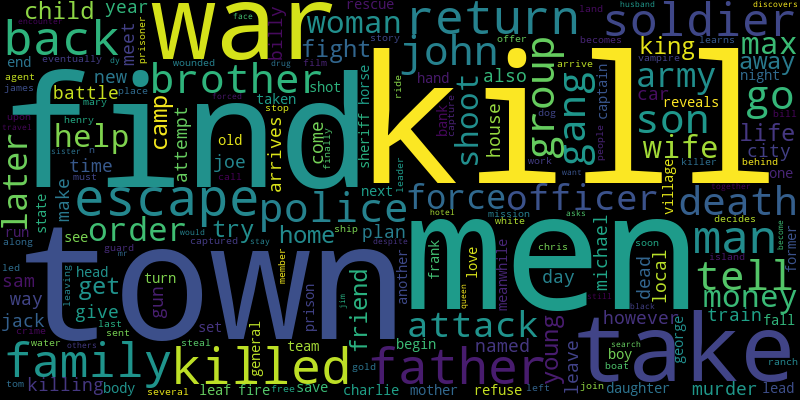 child year war return soldier
back meet billy woman john king max
rescue prisoner face story husband discovers
end new brother fight group army away night
agent eventually dy wounded drug film offer arrive vampire
james battle place camp shot also gang captain car reveals go
mary attempt taken hand shoot house son life
find kill
later henry help old come sheriff horse bank dog wife city
upon travel sister time joe arrives stop finally capture work people killer behind one
state make escape police next leader force officer village death
must call forced ride want together
order try home plan hotel mission asks decides former
run see would ship white island become
along guard captured stay despite frank love chris michael dead local man tell
town men take
led head turn member another meanwhile day soon money
sam way get gun prison friend queen black train fall
jack give set general jim attack however george
last sent team begin named young leave boy search
water others steal gold boat ranch
family killed father
tom killing body several leaf fire free save charlie mother refuse left join daughter murder lead
crime leaving mr still land becomes learns bill